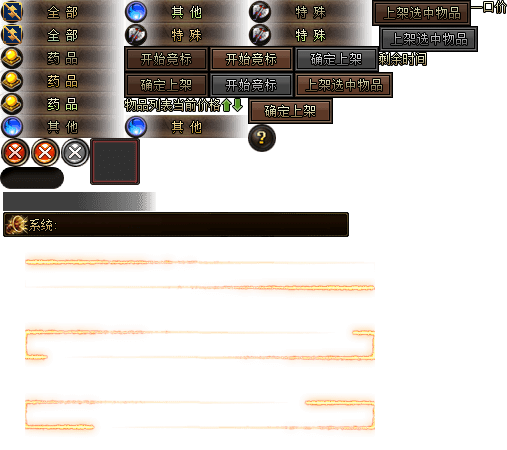 全部 其他 特殊 上架选中物品 一口价
全部 特殊 特殊 上架选中物品
药品 开始竟标 开始竟标 确定上架 剩余时间
药品 确定上架 开始竟标 上架选中物品
药品 物品列表 当前价格 确定上架
其他 其他 ?
系统: